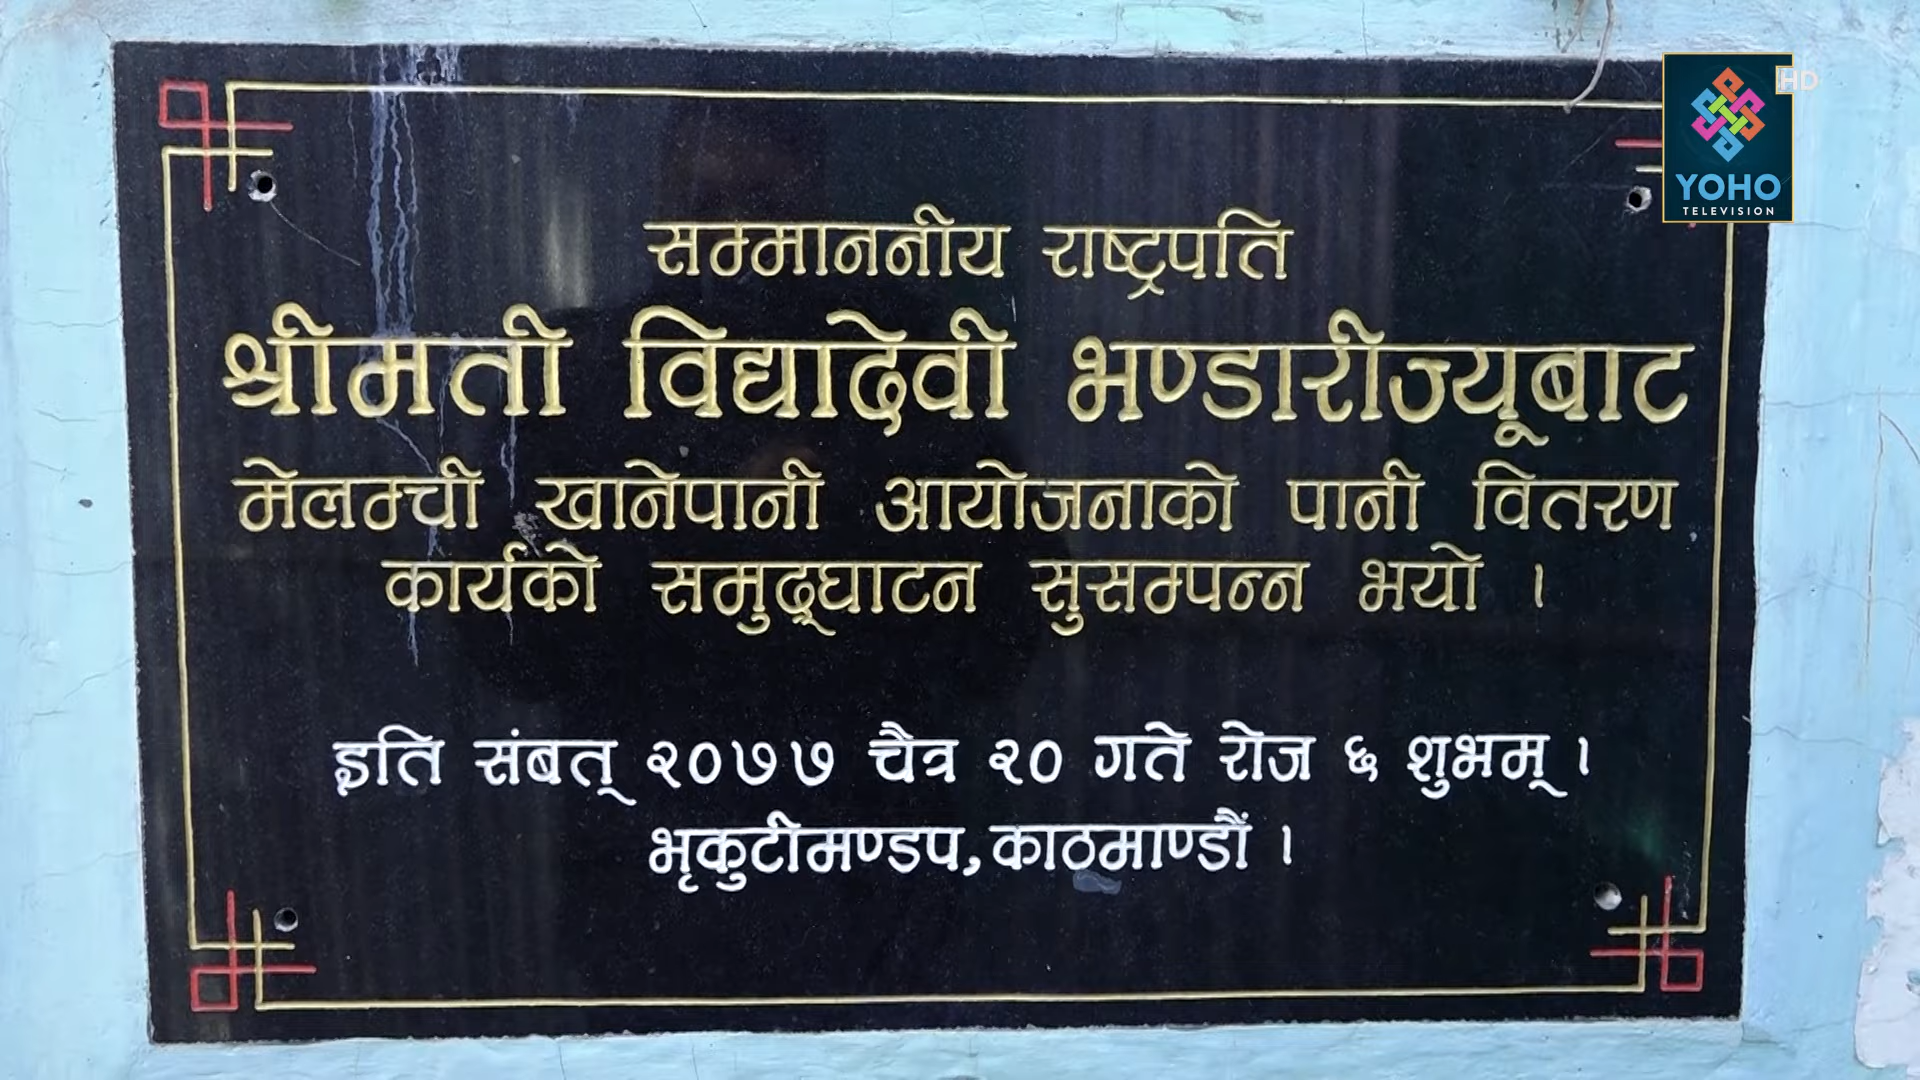 सम्माननीय राष्ट्रपति
श्रीमती विद्यादेवी भण्डारीज्यूबाट
मेलम्ची खानेपानी आयोजनाको पानी वितरण
कार्यको समुद्घाटन सुसम्पन्न भयो ।
इति संबत् २०७७ चैत्र २० गते रोज ६ शुभम् ।
भृकुटीमण्डप, काठमाण्डौं ।
HD
YOHO
TELEVISION